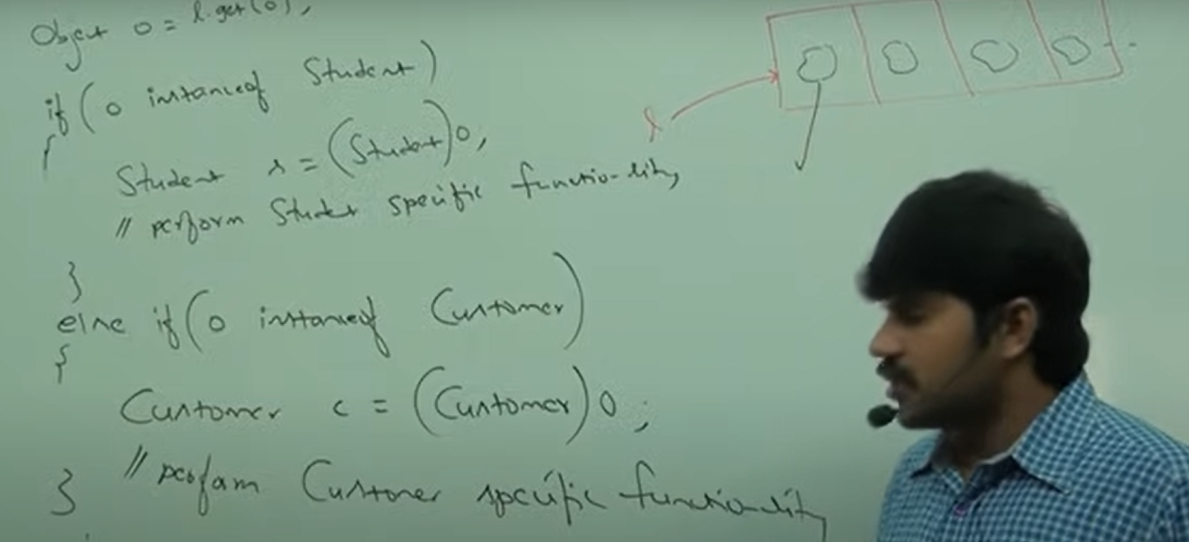 Object o = l.get(0);
if (o instanceof Student)
{
Student s = (Student)o;
// perform Student specific functionality
}
else if (o instanceof Customer)
{
Customer c = (Customer)o;
// perform Customer specific functionality
}
l